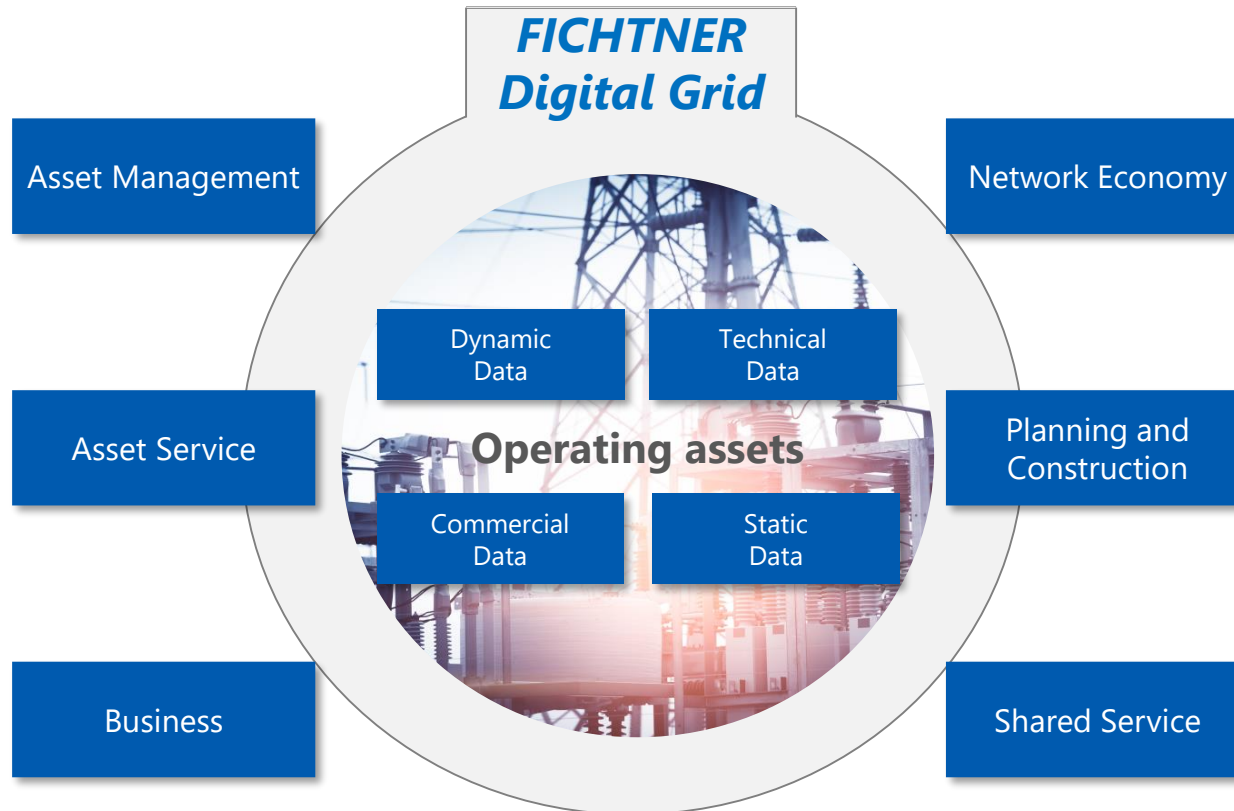 FICHTNER
Digital Grid
Asset Management
Network Economy
Dynamic
Data
Technical
Data
Asset Service
Operating assets
Planning and
Construction
Commercial
Data
Static
Data
Business
Shared Service